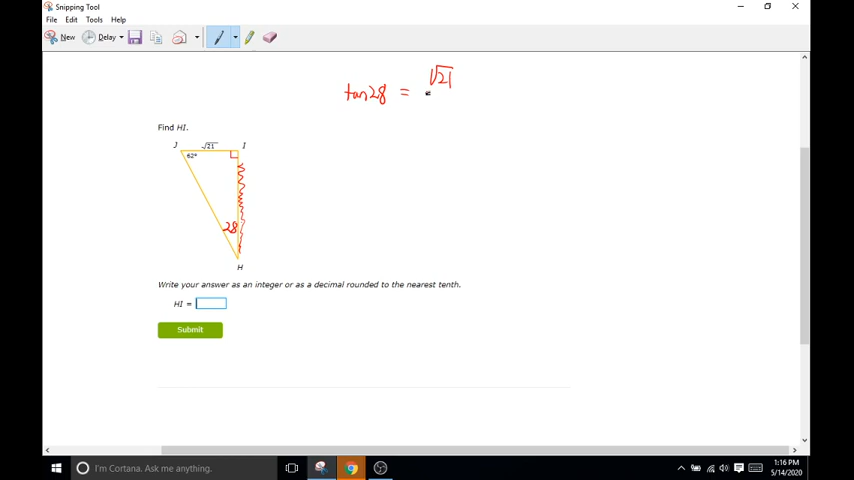 Snipping Tool
File Edit Tools Help
New Delay
tan28 = √21
Find HI.
J √21 I
62°
28
H
Write your answer as an integer or as a decimal rounded to the nearest tenth.
HI =
Submit
I'm Cortana. Ask me anything.
1:16 PM
5/14/2020